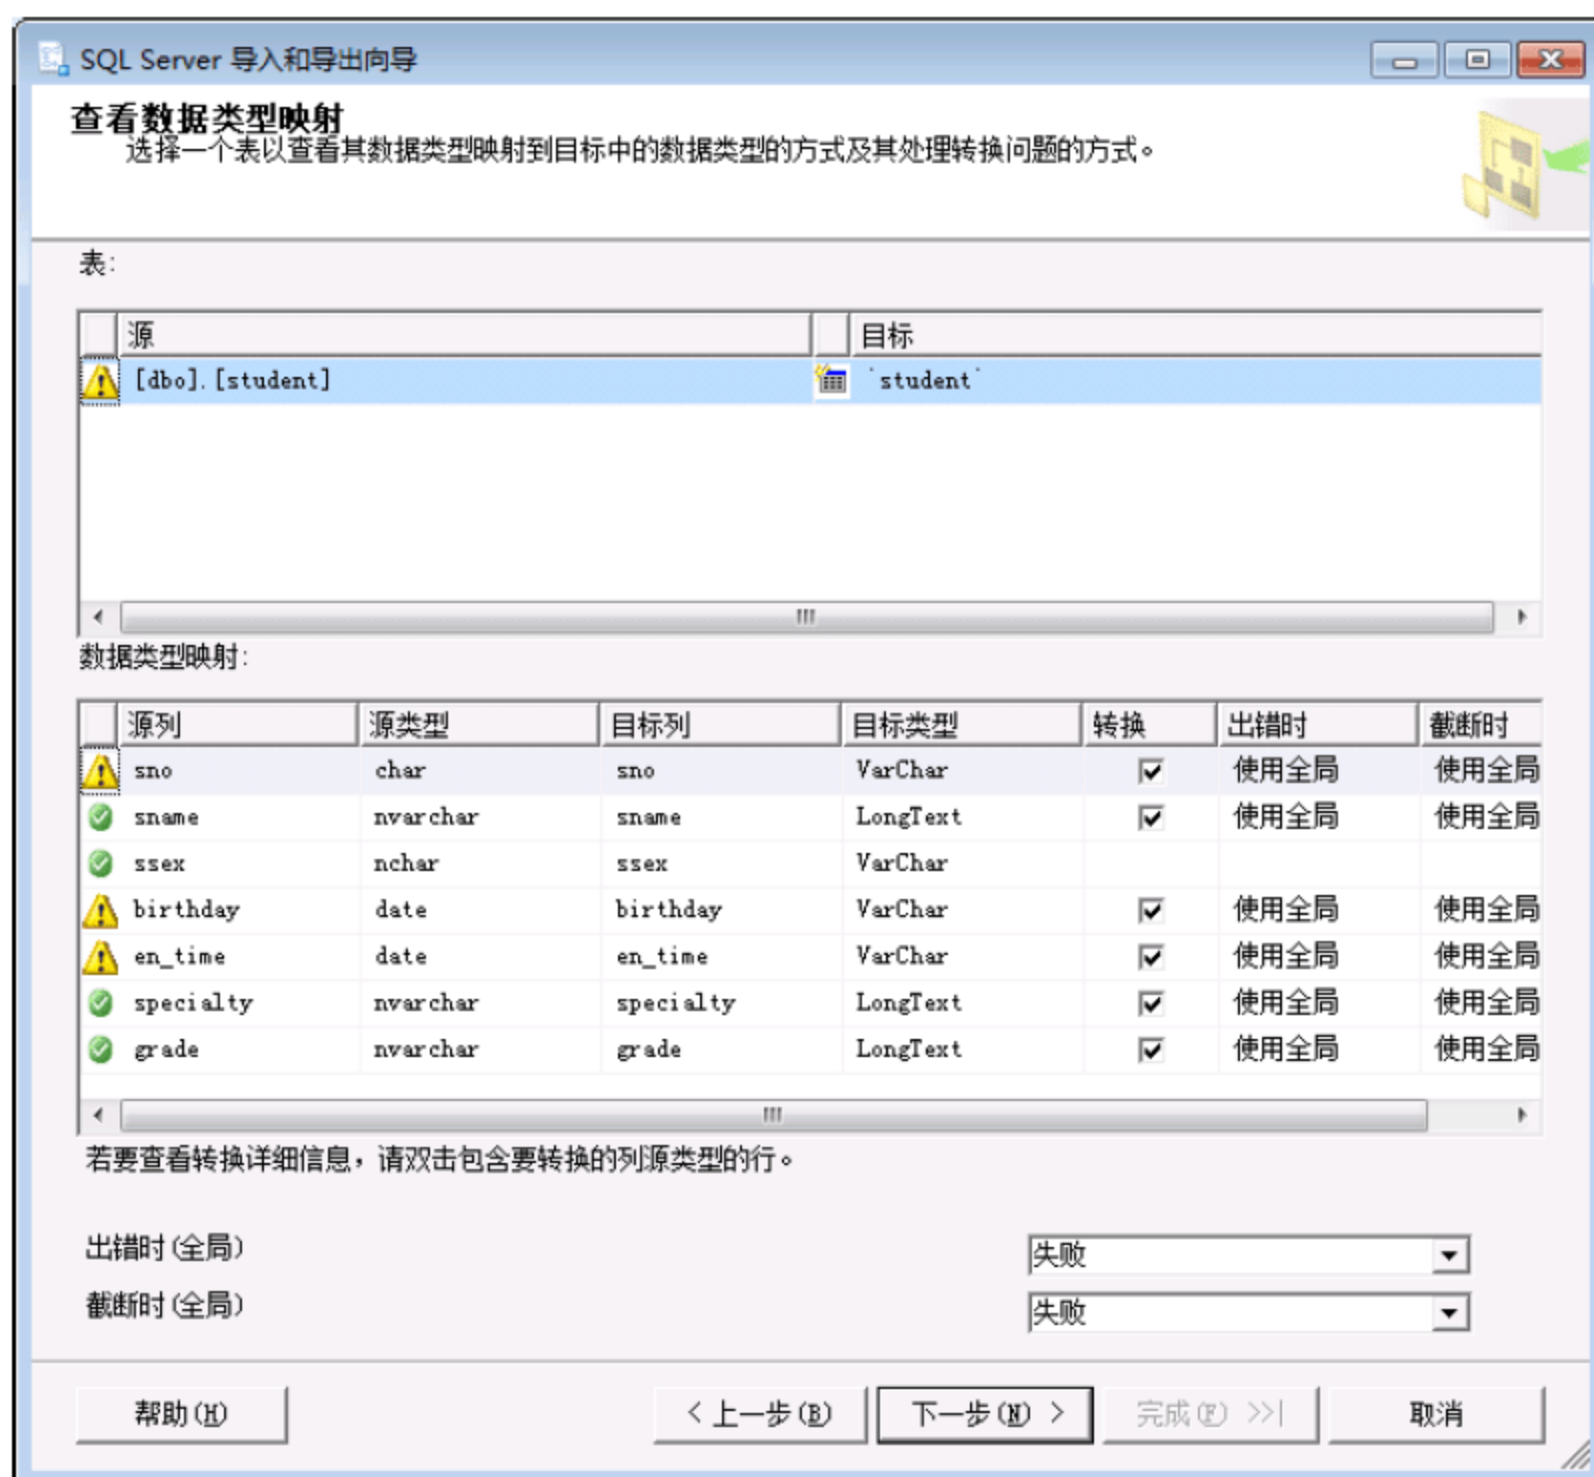 SQL Server 导入和导出向导
查看数据类型映射
选择一个表以查看其数据类型映射到目标中的数据类型的方式及其处理转换问题的方式。
表:
源 目标
[dbo].[student] `student`
数据类型映射:
源列 源类型 目标列 目标类型 转换 出错时 截断时
sno char sno VarChar 使用全局 使用全局
sname nvarchar sname LongText 使用全局 使用全局
ssex nchar ssex VarChar
birthday date birthday VarChar 使用全局 使用全局
en_time date en_time VarChar 使用全局 使用全局
specialty nvarchar specialty LongText 使用全局 使用全局
grade nvarchar grade LongText 使用全局 使用全局
若要查看转换详细信息，请双击包含要转换的列源类型的行。
出错时(全局) 失败
截断时(全局) 失败
帮助(H) < 上一步(B) 下一步(N) > 完成(F) >>| 取消